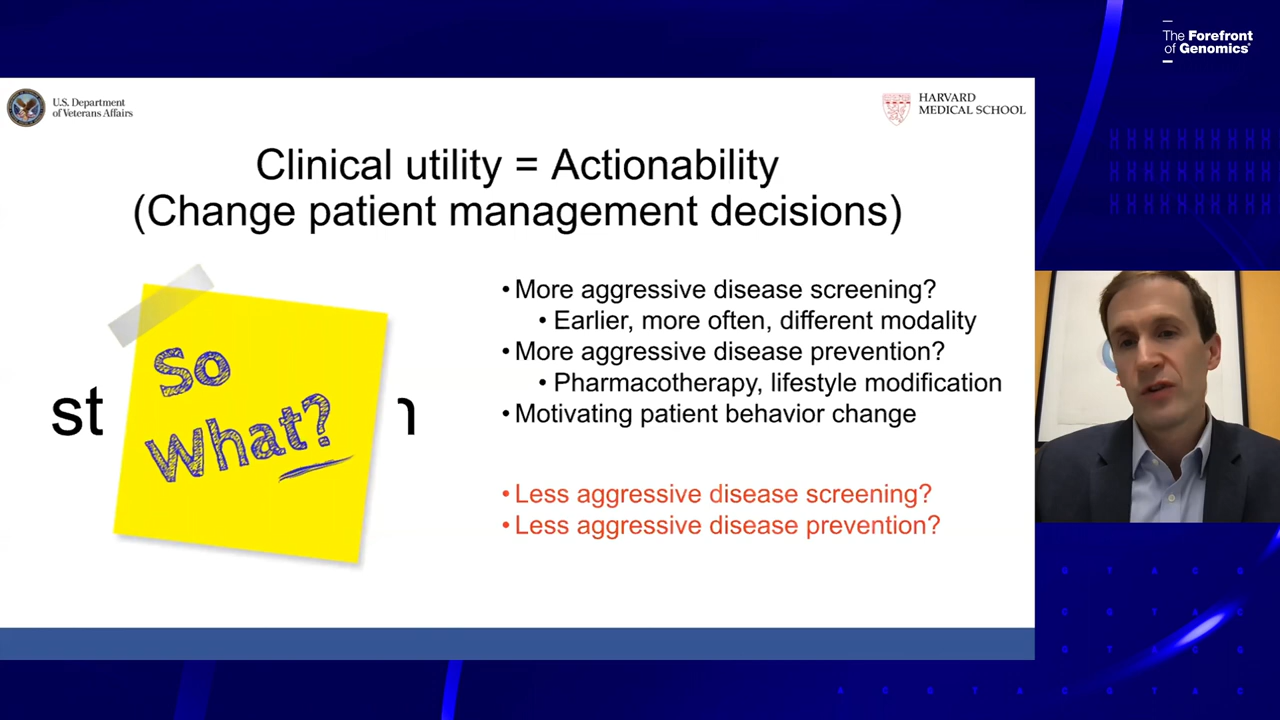 The Forefront
of Genomics®
U.S. Department
of Veterans Affairs
HARVARD
MEDICAL SCHOOL
Clinical utility = Actionability
(Change patient management decisions)
• More aggressive disease screening?
• Earlier, more often, different modality
• More aggressive disease prevention?
• Pharmacotherapy, lifestyle modification
• Motivating patient behavior change
• Less aggressive disease screening?
• Less aggressive disease prevention?
st
So
What?
G T A C G
A C G T A C G T A C